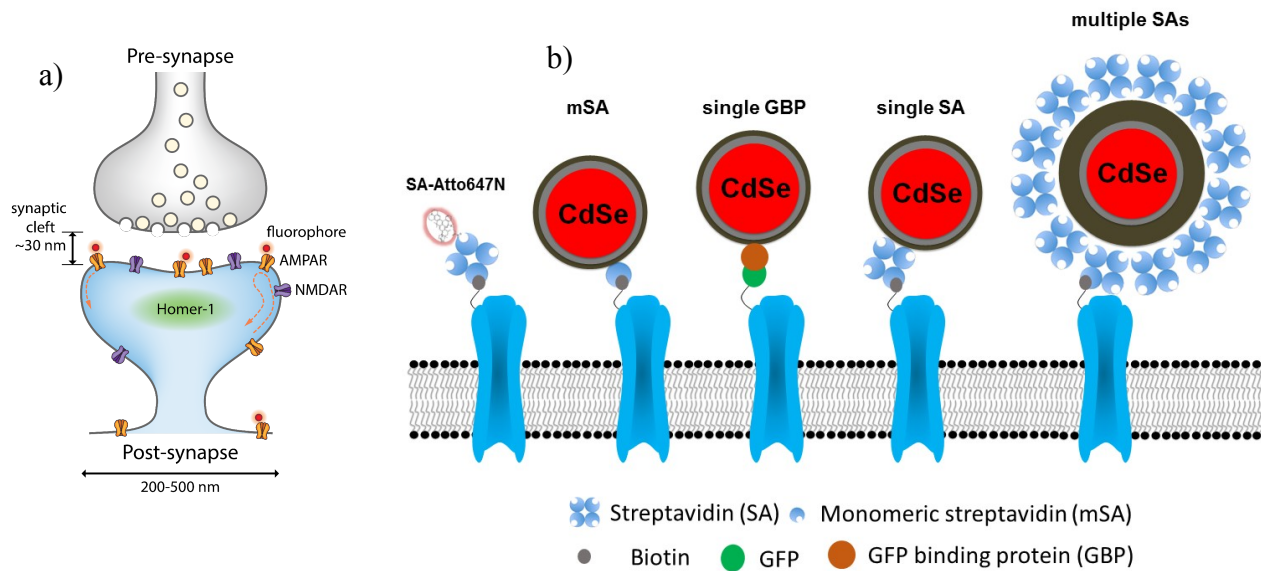 a)
Pre-synapse
synaptic
cleft
~30 nm
fluorophore
AMPAR
NMDAR
Homer-1
Post-synapse
200-500 nm
b)
SA-Atto647N
mSA
single GBP
single SA
multiple SAs
CdSe
CdSe
CdSe
CdSe
Streptavidin (SA)
Monomeric streptavidin (mSA)
Biotin
GFP
GFP binding protein (GBP)